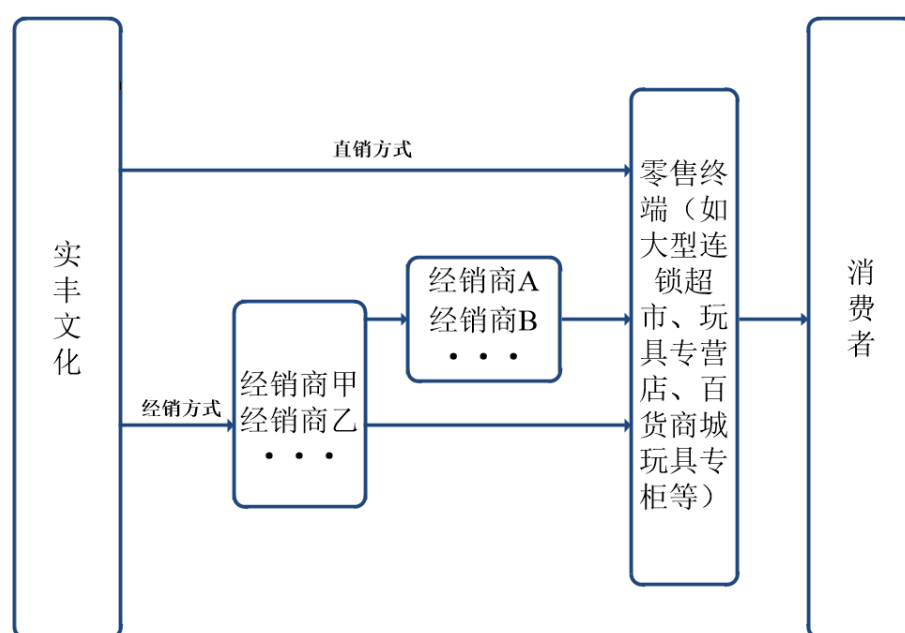 实
丰
文
化
直销方式
经销方式
经销商甲
经销商乙
···
经销商A
经销商B
···
零售终
端（如
大型连
锁超
市、玩
具专营
店、百
货商城
玩具专
柜等）
消
费
者